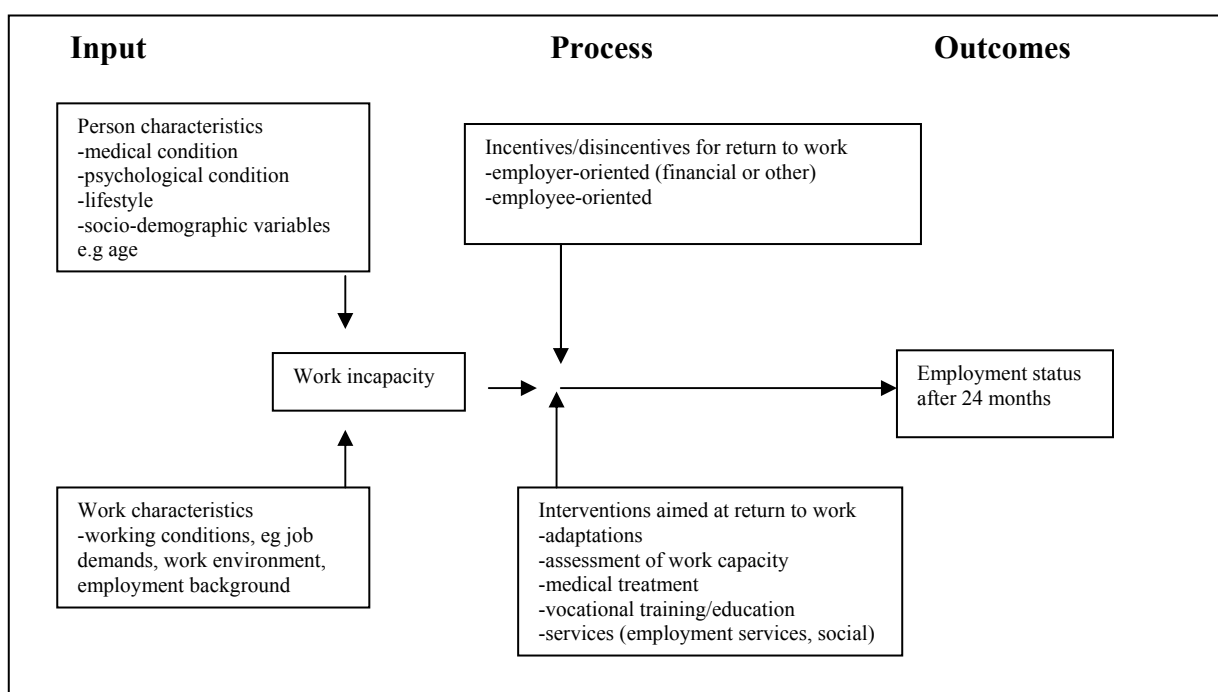 Input
Process
Outcomes
Person characteristics
-medical condition
-psychological condition
-lifestyle
-socio-demographic variables
e.g age
Incentives/disincentives for return to work
-employer-oriented (financial or other)
-employee-oriented
Work incapacity
Employment status
after 24 months
Work characteristics
-working conditions, eg job
demands, work environment,
employment background
Interventions aimed at return to work
-adaptations
-assessment of work capacity
-medical treatment
-vocational training/education
-services (employment services, social)